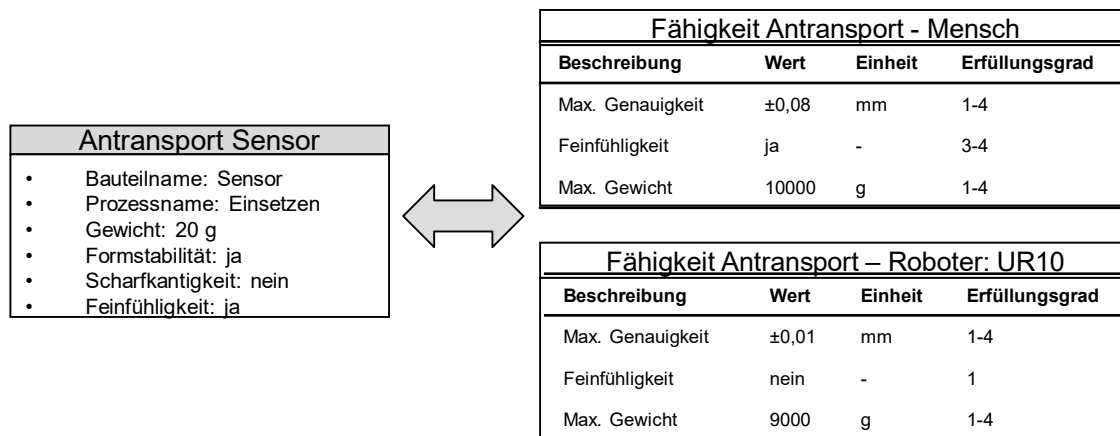 Fähigkeit Antransport - Mensch
Beschreibung Wert Einheit Erfüllungsgrad
Max. Genauigkeit ±0,08 mm 1-4
Feinfühligkeit ja - 3-4
Max. Gewicht 10000 g 1-4
Antransport Sensor
• Bauteilname: Sensor
• Prozessname: Einsetzen
• Gewicht: 20 g
• Formstabilität: ja
• Scharfkantigkeit: nein
• Feinfühligkeit: ja
Fähigkeit Antransport – Roboter: UR10
Beschreibung Wert Einheit Erfüllungsgrad
Max. Genauigkeit ±0,01 mm 1-4
Feinfühligkeit nein - 1
Max. Gewicht 9000 g 1-4